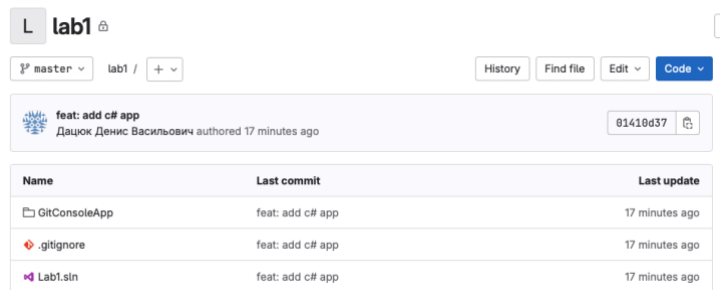 L lab1
master lab1 / + History Find file Edit Code
feat: add c# app
Дацюк Денис Васильович authored 17 minutes ago
01410d37
Name Last commit Last update
GitConsoleApp feat: add c# app 17 minutes ago
.gitignore feat: add c# app 17 minutes ago
Lab1.sln feat: add c# app 17 minutes ago